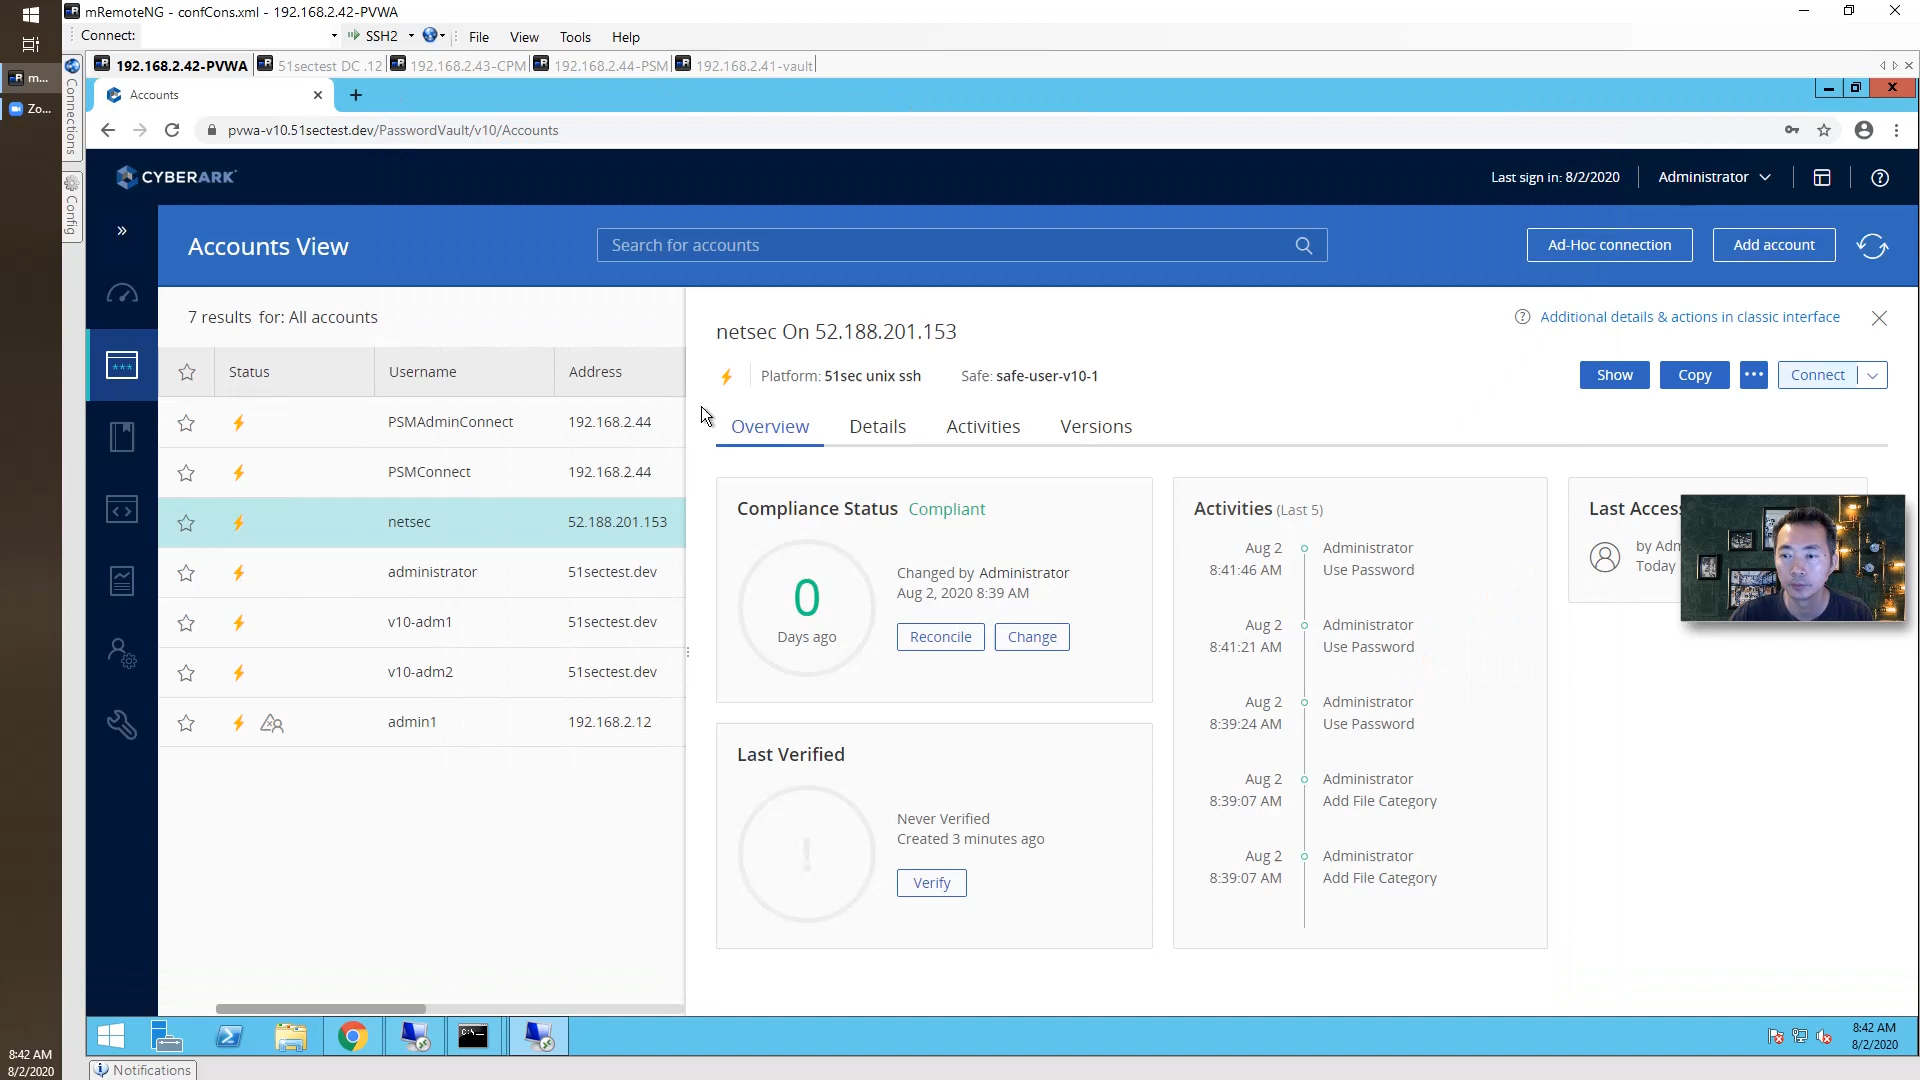 mRemoteNG - confCons.xml - 192.168.2.42-PVWA
Connect:
SSH2
File
View
Tools
Help
m...
Zo...
Connections
Config
192.168.2.42-PVWA
51sectest DC .12
192.168.2.43-CPM
192.168.2.44-PSM
192.168.2.41-vault
Accounts
pvwa-v10.51sectest.dev/PasswordVault/v10/Accounts
CYBERARK
Last sign in: 8/2/2020
Administrator
Accounts View
Search for accounts
Ad-Hoc connection
Add account
7 results for: All accounts
Status
Username
Address
PSMAdminConnect
192.168.2.44
PSMConnect
192.168.2.44
netsec
52.188.201.153
administrator
51sectest.dev
v10-adm1
51sectest.dev
v10-adm2
51sectest.dev
admin1
192.168.2.12
netsec On 52.188.201.153
Additional details & actions in classic interface
Platform: 51sec unix ssh
Safe: safe-user-v10-1
Show
Copy
Connect
Overview
Details
Activities
Versions
Compliance Status Compliant
0
Days ago
Changed by Administrator
Aug 2, 2020 8:39 AM
Reconcile
Change
Last Verified
!
Never Verified
Created 3 minutes ago
Verify
Activities (Last 5)
Aug 2
8:41:46 AM
Administrator
Use Password
Aug 2
8:41:21 AM
Administrator
Use Password
Aug 2
8:39:24 AM
Administrator
Use Password
Aug 2
8:39:07 AM
Administrator
Add File Category
Aug 2
8:39:07 AM
Administrator
Add File Category
Last Acces
by Adm
Today
8:42 AM
8/2/2020
8:42 AM
8/2/2020
Notifications